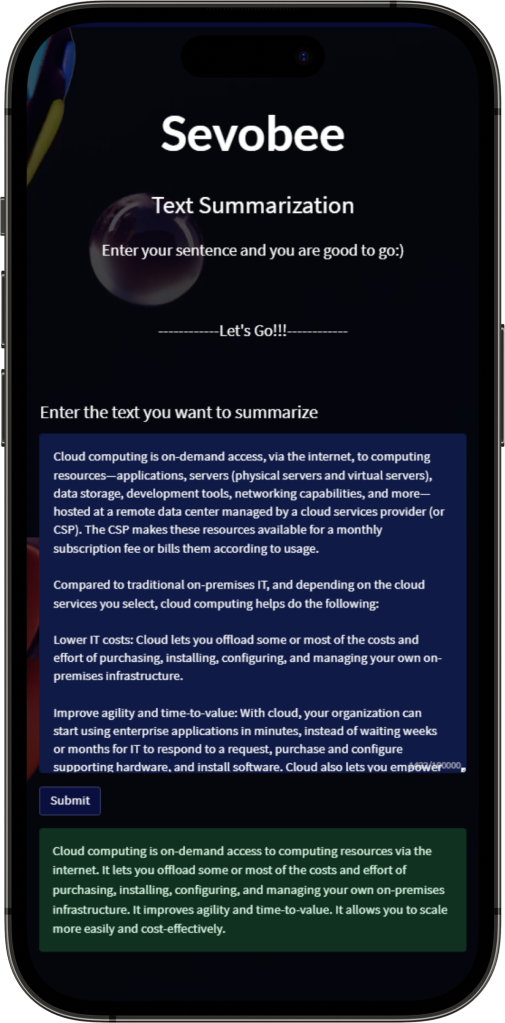 Sevobee
Text Summarization
Enter your sentence and you are good to go:)
------------Let's Go!!!------------
Enter the text you want to summarize
Cloud computing is on-demand access, via the internet, to computing
resources—applications, servers (physical servers and virtual servers),
data storage, development tools, networking capabilities, and more—
hosted at a remote data center managed by a cloud services provider (or
CSP). The CSP makes these resources available for a monthly
subscription fee or bills them according to usage.
Compared to traditional on-premises IT, and depending on the cloud
services you select, cloud computing helps do the following:
Lower IT costs: Cloud lets you offload some or most of the costs and
effort of purchasing, installing, configuring, and managing your own on-
premises infrastructure.
Improve agility and time-to-value: With cloud, your organization can
start using enterprise applications in minutes, instead of waiting weeks
or months for IT to respond to a request, purchase and configure
supporting hardware, and install software. Cloud also lets you empower
Submit
Cloud computing is on-demand access to computing resources via the
internet. It lets you offload some or most of the costs and effort of
purchasing, installing, configuring, and managing your own on-premises
infrastructure. It improves agility and time-to-value. It allows you to scale
more easily and cost-effectively.